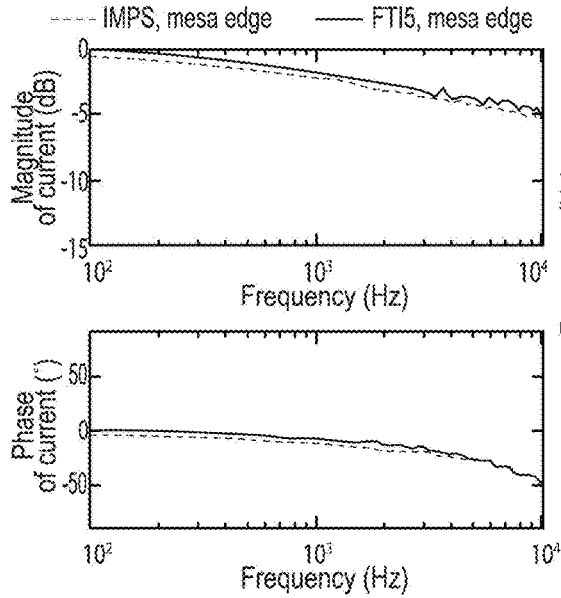 IMPS, mesa edge FTI5, mesa edge
0
-5
-10
-15
Magnitude
of current (dB)
10² 10³ 10⁴
Frequency (Hz)
50
0
-50
Phase
of current (°)
10² 10³ 10⁴
Frequency (Hz)